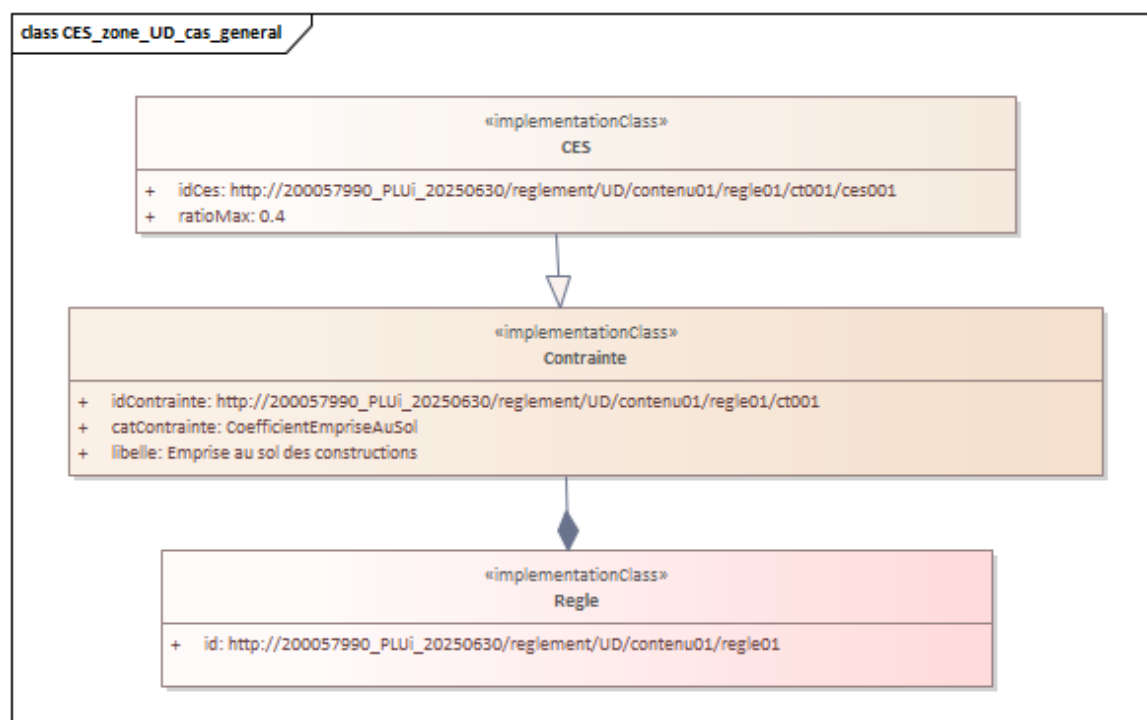 class CES_zone_UD_cas_general
«implementationClass»
CES
+ idCes: http://200057990_PLUi_20250630/reglement/UD/contenu01/regle01/ct001/ces001
+ ratioMax: 0.4
«implementationClass»
Contrainte
+ idContrainte: http://200057990_PLUi_20250630/reglement/UD/contenu01/regle01/ct001
+ catContrainte: CoefficientEmpriseAuSol
+ libelle: Emprise au sol des constructions
«implementationClass»
Regle
+ id: http://200057990_PLUi_20250630/reglement/UD/contenu01/regle01